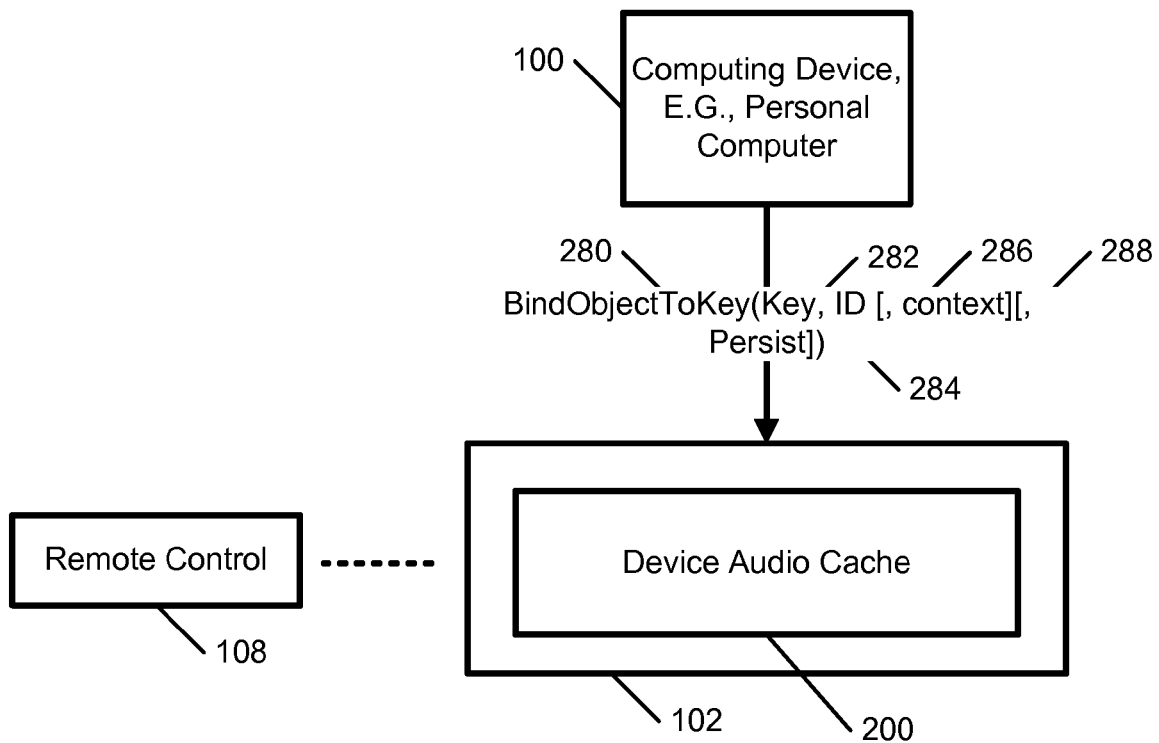 100
Computing Device,
E.G., Personal
Computer
280
282
286
288
BindObjectToKey(Key, ID [, context][,
Persist])
284
Remote Control
Device Audio Cache
108
102
200